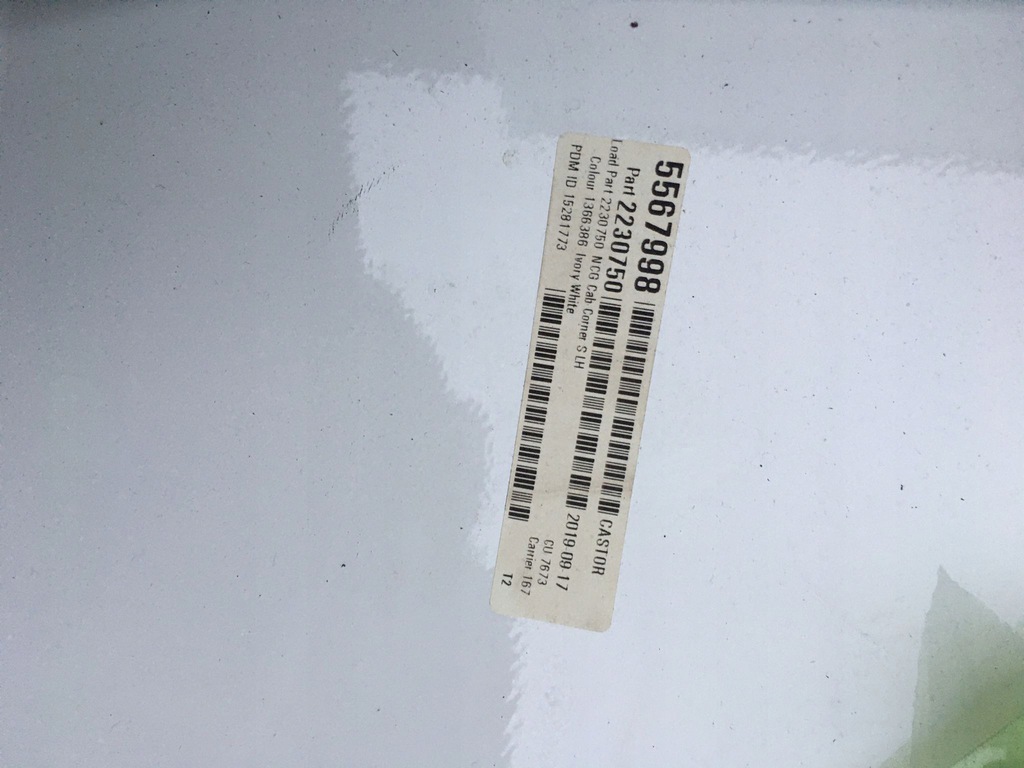 5567998 CASTOR
Part 2230750 2019-09-17
Load Part 2230750 NCG Cab Corner S LH
Colour 1366386 Ivory White CU 7673
PDM ID 15281773 Carrier 167
T2